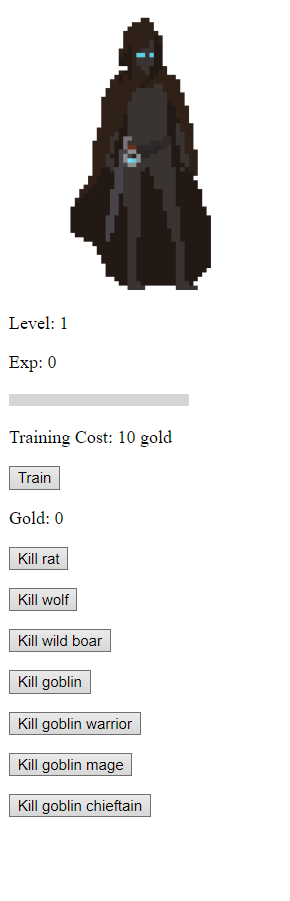 Level: 1
Exp: 0
Training Cost: 10 gold
Train
Gold: 0
Kill rat
Kill wolf
Kill wild boar
Kill goblin
Kill goblin warrior
Kill goblin mage
Kill goblin chieftain